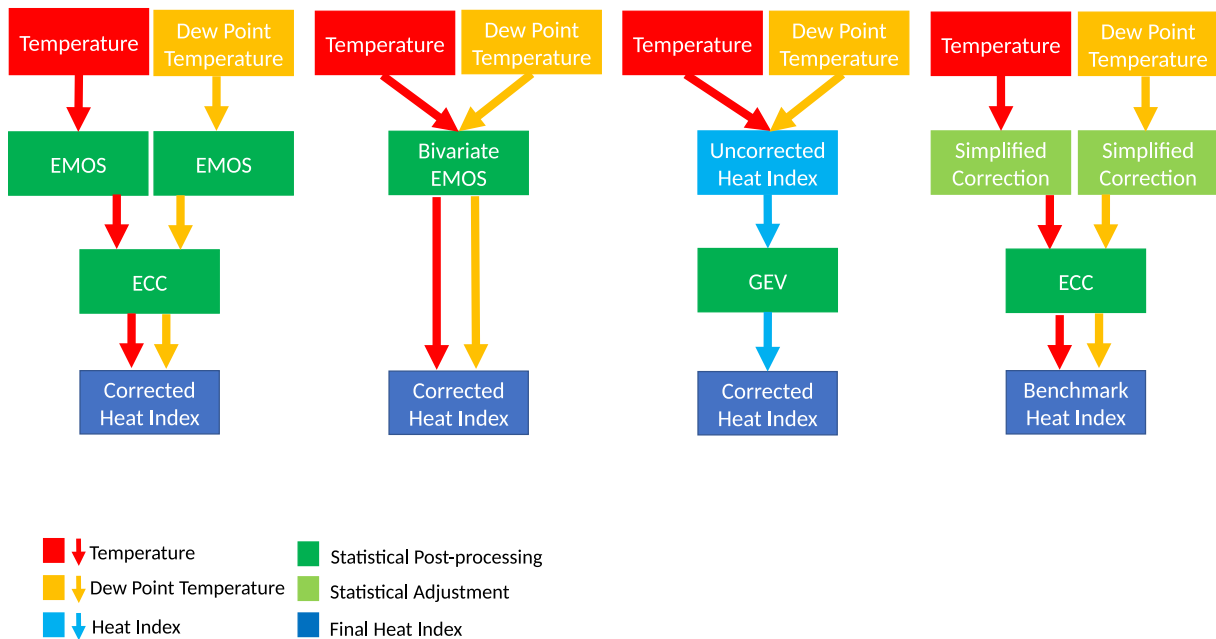 Temperature
Dew Point
Temperature
EMOS
EMOS
ECC
Corrected
Heat Index
Temperature
Dew Point
Temperature
Bivariate
EMOS
Corrected
Heat Index
Temperature
Dew Point
Temperature
Uncorrected
Heat Index
GEV
Corrected
Heat Index
Temperature
Dew Point
Temperature
Simplified
Correction
Simplified
Correction
ECC
Benchmark
Heat Index
Temperature
Dew Point Temperature
Heat Index
Statistical Post-processing
Statistical Adjustment
Final Heat Index